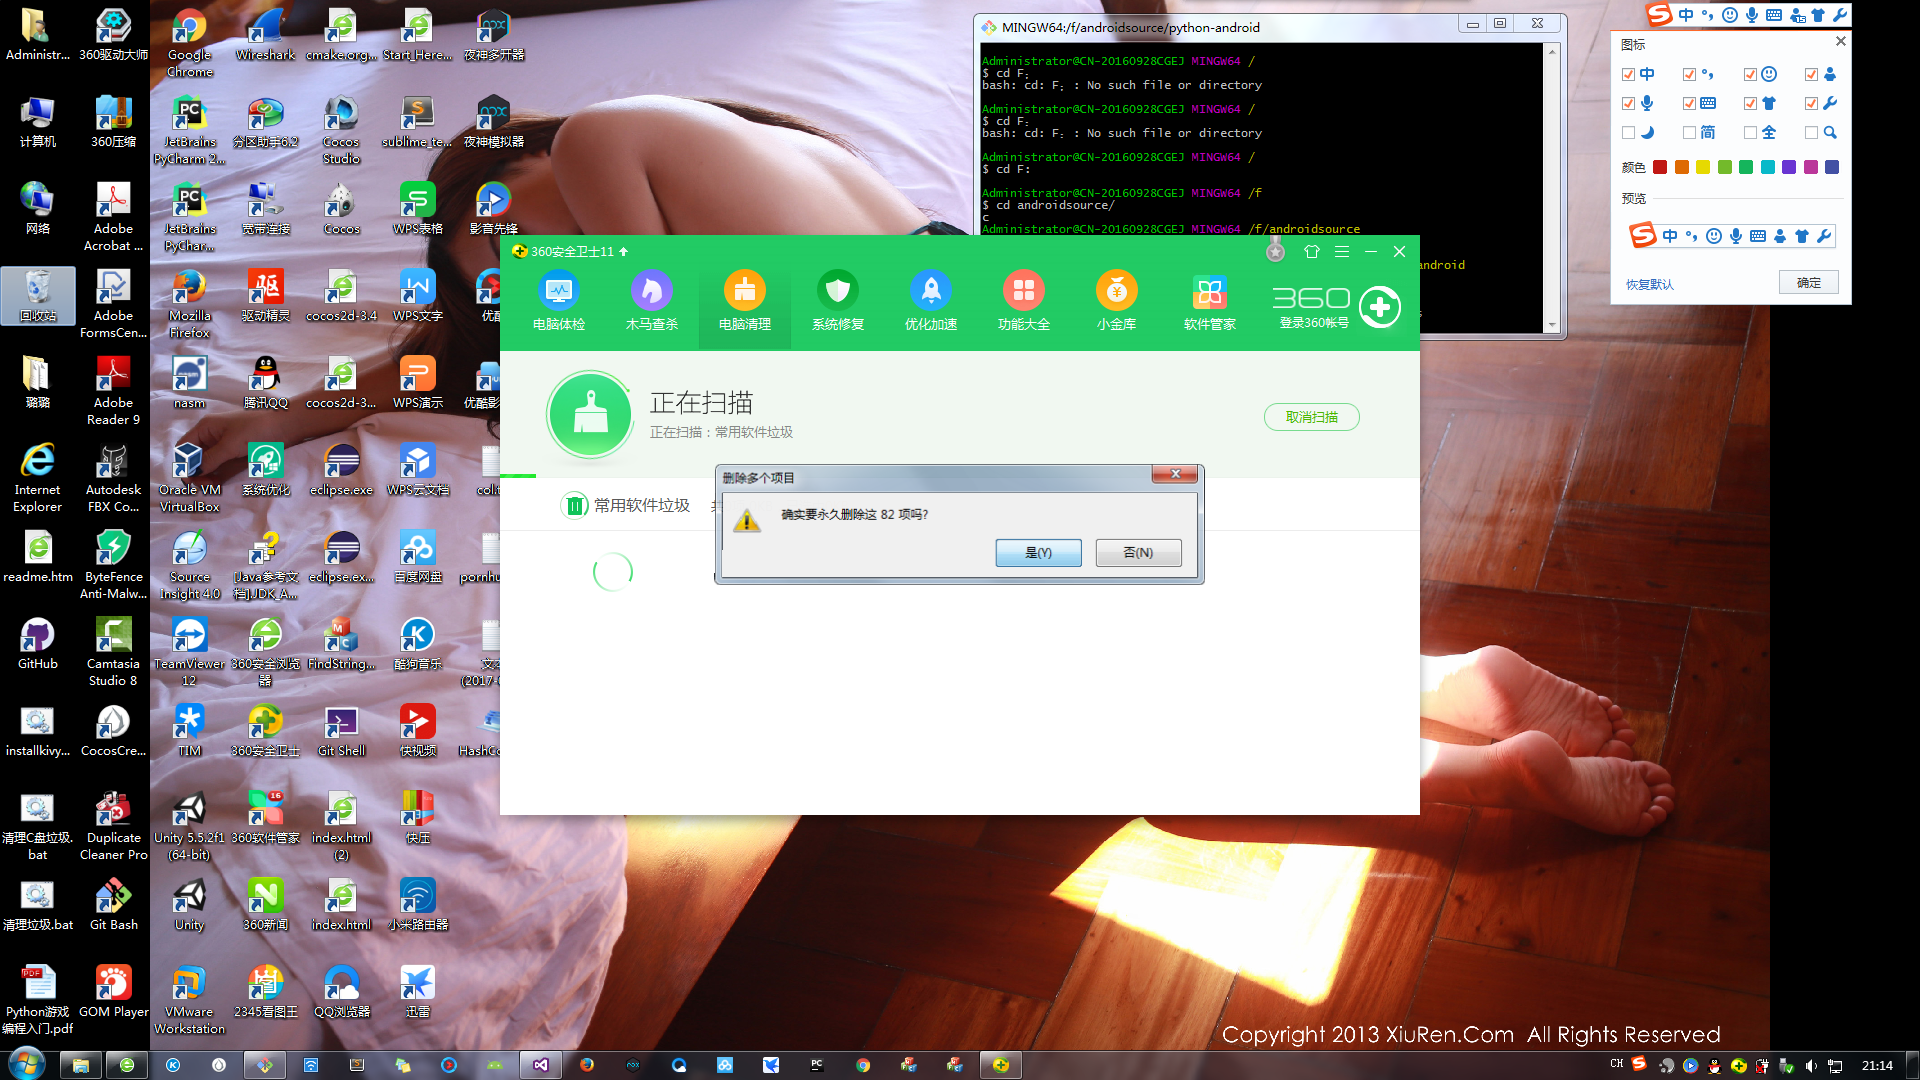 Administr...
360驱动大师
Google Chrome
Wireshark
cmake.org...
Start_Here...
夜神多开器
计算机
360压缩
JetBrains PyCharm 2...
分区助手6.2
Cocos Studio
sublime_te...
夜神模拟器
网络
Adobe Acrobat ...
JetBrains PyChar...
宽带连接
Cocos
WPS表格
影音先锋
回收站
Adobe FormsCen...
Mozilla Firefox
驱动精灵
cocos2d-3.4
WPS文字
优酷
璐璐
Adobe Reader 9
nasm
腾讯QQ
cocos2d-3...
WPS演示
优酷影
Internet Explorer
Autodesk FBX Co...
Oracle VM VirtualBox
系统优化
eclipse.exe
WPS云文档
col.t
readme.htm
ByteFence Anti-Malw...
Source Insight 4.0
[Java参考文档].JDK_A...
eclipse.ex...
百度网盘
pornhu
GitHub
Camtasia Studio 8
TeamViewer 12
360安全浏览器
FindString...
酷狗音乐
文本
(2017-
installkivy...
CocosCre...
TIM
360安全卫士
Git Shell
快视频
HashCo
清理C盘垃圾.bat
Duplicate Cleaner Pro
Unity 5.5.2f1 (64-bit)
16
360软件管家
index.html (2)
快压
清理垃圾.bat
Git Bash
Unity
360新闻
index.html
小米路由器
Python游戏编程入门.pdf
GOM Player
VMware Workstation
2345看图王
QQ浏览器
迅雷
MINGW64:/f/androidsource/python-android
Administrator@CN-20160928CGEJ MINGW64 /
$ cd F;
bash: cd: F; : No such file or directory
Administrator@CN-20160928CGEJ MINGW64 /
$ cd F;
bash: cd: F; : No such file or directory
Administrator@CN-20160928CGEJ MINGW64 /
$ cd F:
Administrator@CN-20160928CGEJ MINGW64 /f
$ cd androidsource/
c
Administrator@CN-20160928CGEJ MINGW64 /f/androidsource
android
s
360安全卫士11
电脑体检
木马查杀
电脑清理
系统修复
优化加速
功能大全
小金库
软件管家
360
登录360帐号
正在扫描
正在扫描：常用软件垃圾
取消扫描
常用软件垃圾
删除多个项目
确实要永久删除这 82 项吗?
是(Y)
否(N)
中
图标
中
简
全
颜色
预览
中
恢复默认
确定
Copyright 2013 XiuRen.Com All Rights Reserved
CH
21:14